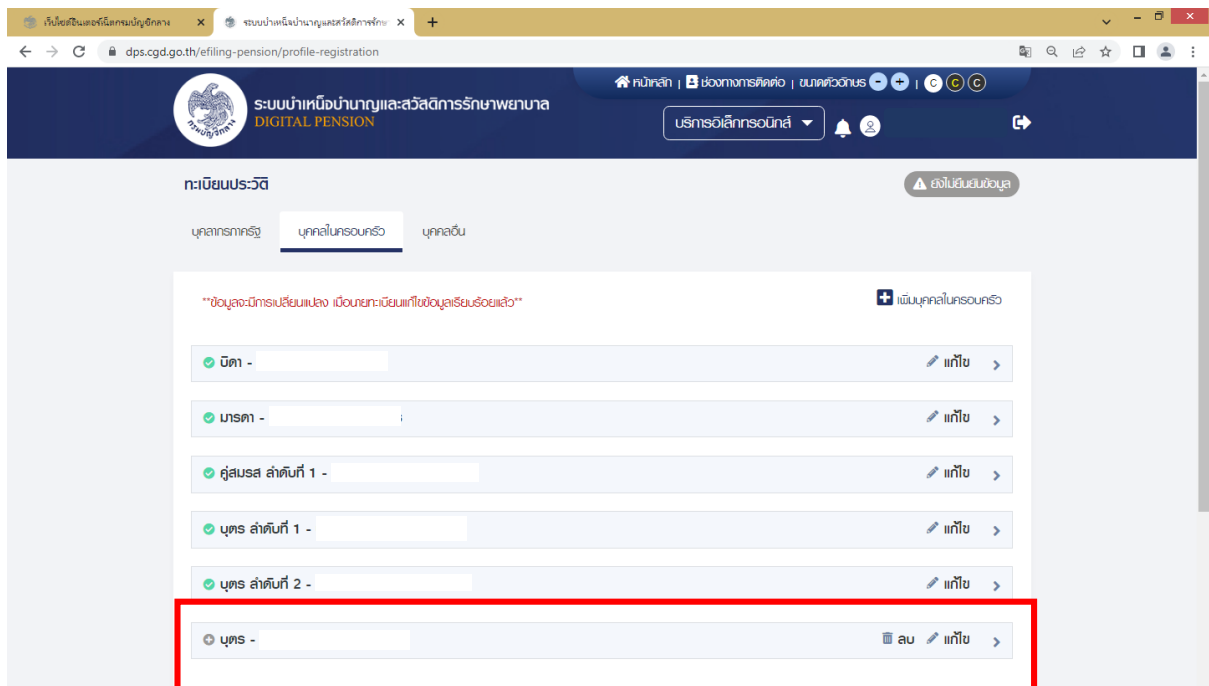 เว็บไซต์อินเตอร์เน็ตกรมบัญชีกลาง
ระบบบำเหน็จบำนาญและสวัสดิการรักษา
dps.cgd.go.th/efiling-pension/profile-registration
หน้าหลัก | ช่องทางการติดต่อ | ขนาดตัวอักษร - + | C C C
ระบบบำเหน็จบำนาญและสวัสดิการรักษาพยาบาล
DIGITAL PENSION
กรมบัญชีกลาง
บริการอิเล็กทรอนิกส์
ทะเบียนประวัติ
ยังไม่ยืนยันข้อมูล
บุคลากรภาครัฐ บุคคลในครอบครัว บุคคลอื่น
**ข้อมูลจะมีการเปลี่ยนแปลง เมื่อนายทะเบียนแก้ไขข้อมูลเรียบร้อยแล้ว**
เพิ่มบุคคลในครอบครัว
บิดา - แก้ไข
มารดา - แก้ไข
คู่สมรส ลำดับที่ 1 - แก้ไข
บุตร ลำดับที่ 1 - แก้ไข
บุตร ลำดับที่ 2 - แก้ไข
บุตร - ลบ แก้ไข